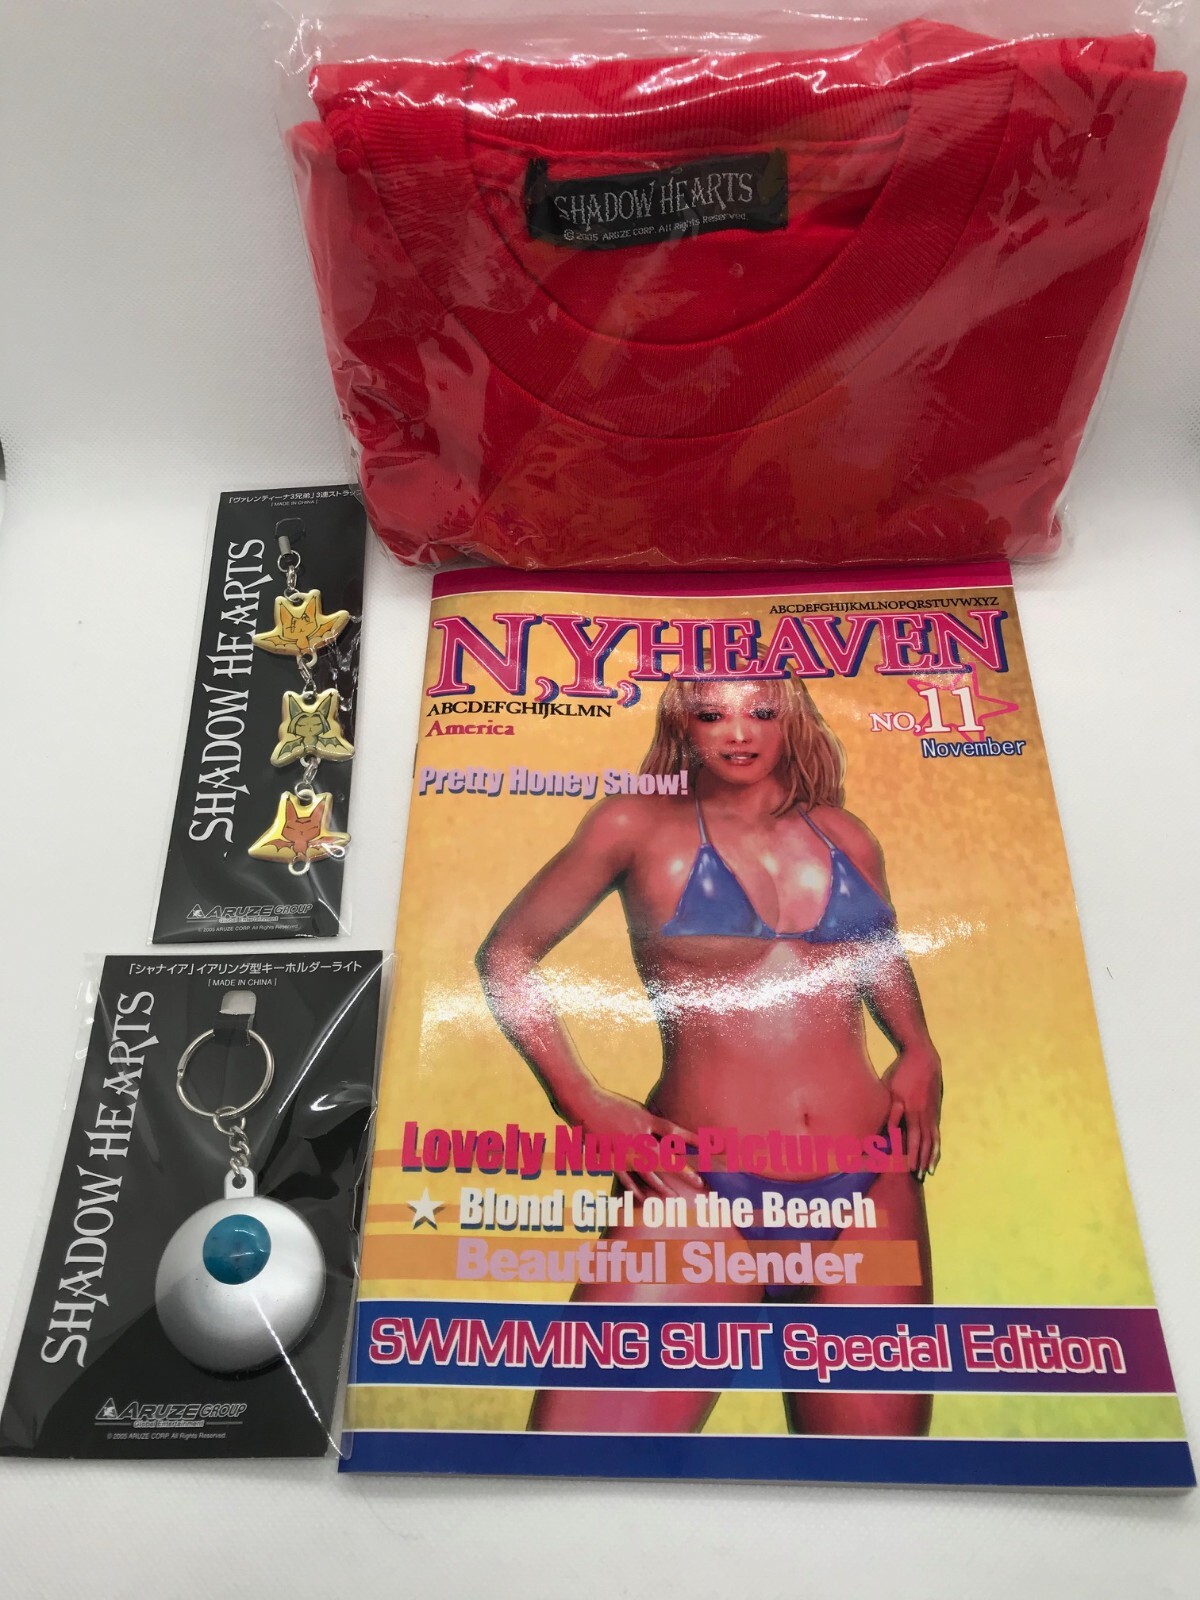 SHADOW HEARTS
© 2005 ARUZE CORP. All Rights Reserved.
「ヴァレンティーナ3兄弟」3連ストラップ
[ MADE IN CHINA ]
SHADOW HEARTS
ARUZE GROUP
Global Entertainment
© 2005 ARUZE CORP. All Rights Reserved.
「シャナイア」イアリング型キーホルダーライト
[ MADE IN CHINA ]
SHADOW HEARTS
ARUZE GROUP
Global Entertainment
© 2005 ARUZE CORP. All Rights Reserved.
ABCDEFGHIJKMLNOPQRSTUVWXYZ
N,Y,HEAVEN
ABCDEFGHIJKLMN
America
NO,11
November
Pretty Honey Show!
Lovely Nurse Pictures!
★ Blond Girl on the Beach
Beautiful Slender
SWIMMING SUIT Special Edition